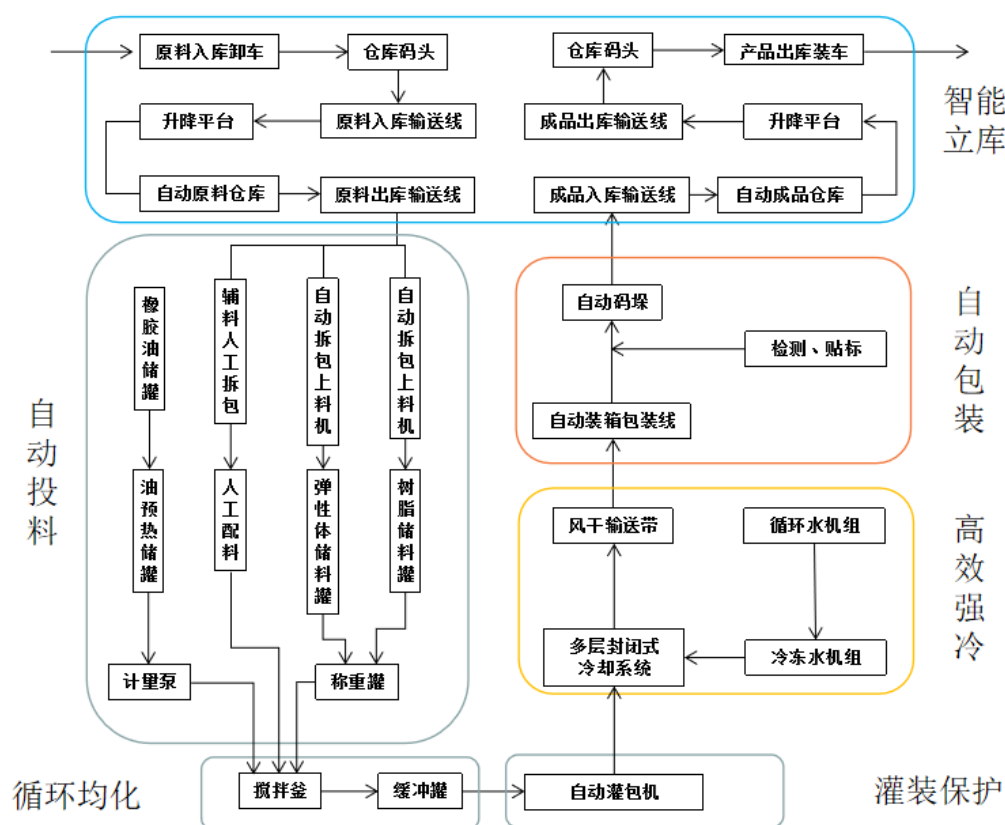 原料入库卸车
仓库码头
仓库码头
产品出库装车
智能
立库
升降平台
原料入库输送线
成品出库输送线
升降平台
自动原料仓库
原料出库输送线
成品入库输送线
自动成品仓库
自动投料
橡胶油储罐
辅料人工拆包
自动拆包上料机
自动拆包上料机
油预热储罐
人工配料
弹性体储料罐
树脂储料罐
计量泵
称重罐
自动码垛
检测、贴标
自动装箱包装线
自动包装
风干输送带
循环水机组
多层封闭式
冷却系统
冷冻水机组
高效强冷
循环均化
搅拌釜
缓冲罐
自动灌包机
灌装保护